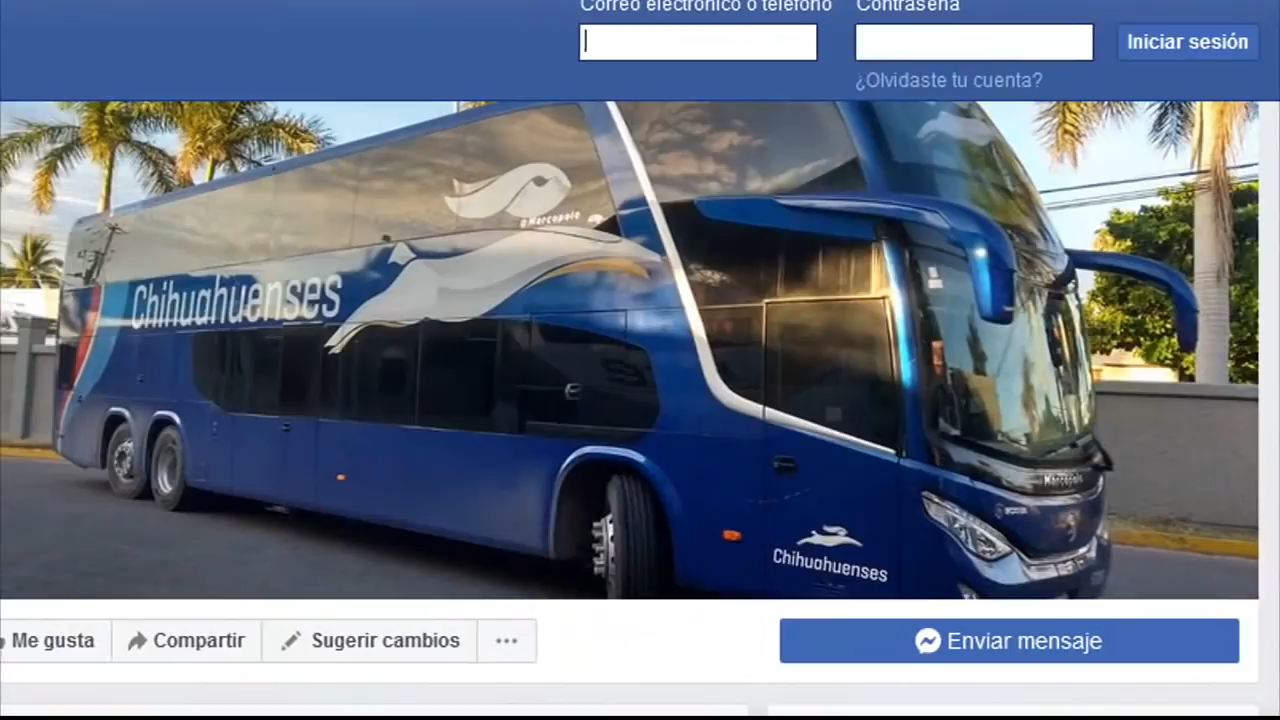 Correo electrónico o teléfono
Contraseña
Iniciar sesión
¿Olvidaste tu cuenta?
Marcopolo
Chihuahuenses
Marcopolo
Chihuahuenses
Me gusta
Compartir
Sugerir cambios
Enviar mensaje